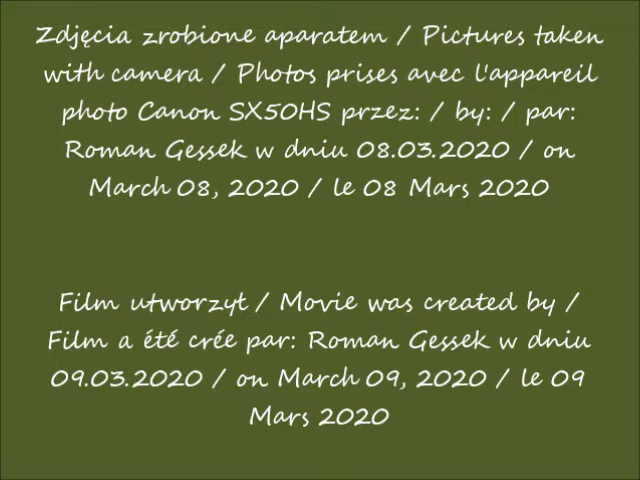 Zdjęcia zrobione aparatem / Pictures taken
with camera / Photos prises avec l'appareil
photo Canon SX50HS przez: / by: / par:
Roman Gessek w dniu 08.03.2020 / on
March 08, 2020 / le 08 Mars 2020
Film utworzył / Movie was created by /
Film a été crée par: Roman Gessek w dniu
09.03.2020 / on March 09, 2020 / le 09
Mars 2020